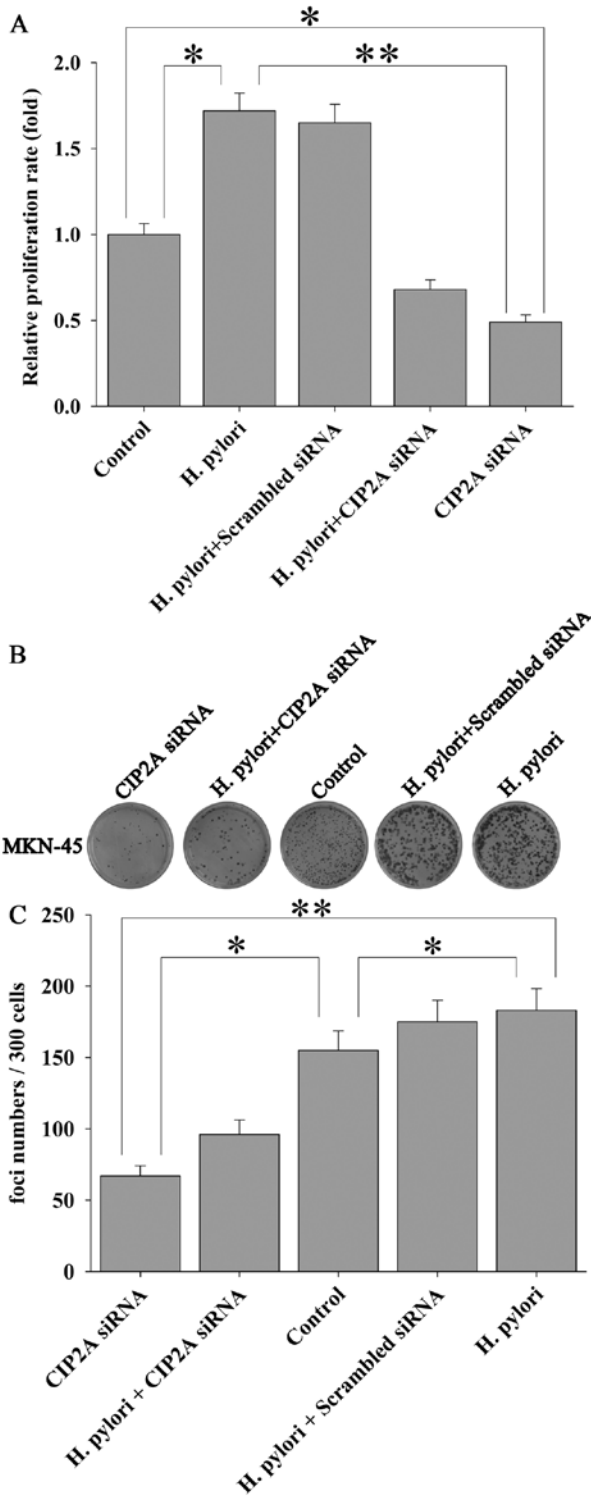 A
*
*
**
2.0
1.5
1.0
0.5
0.0
Relative proliferation rate (fold)
Control
H. pylori
H. pylori+Scrambled siRNA
H. pylori+CIP2A siRNA
CIP2A siRNA
B
CIP2A siRNA
H. pylori+CIP2A siRNA
Control
H. pylori+Scrambled siRNA
H. pylori
MKN-45
C
**
*
*
250
200
150
100
50
0
foci numbers / 300 cells
CIP2A siRNA
H. pylori + CIP2A siRNA
Control
H. pylori + Scrambled siRNA
H. pylori